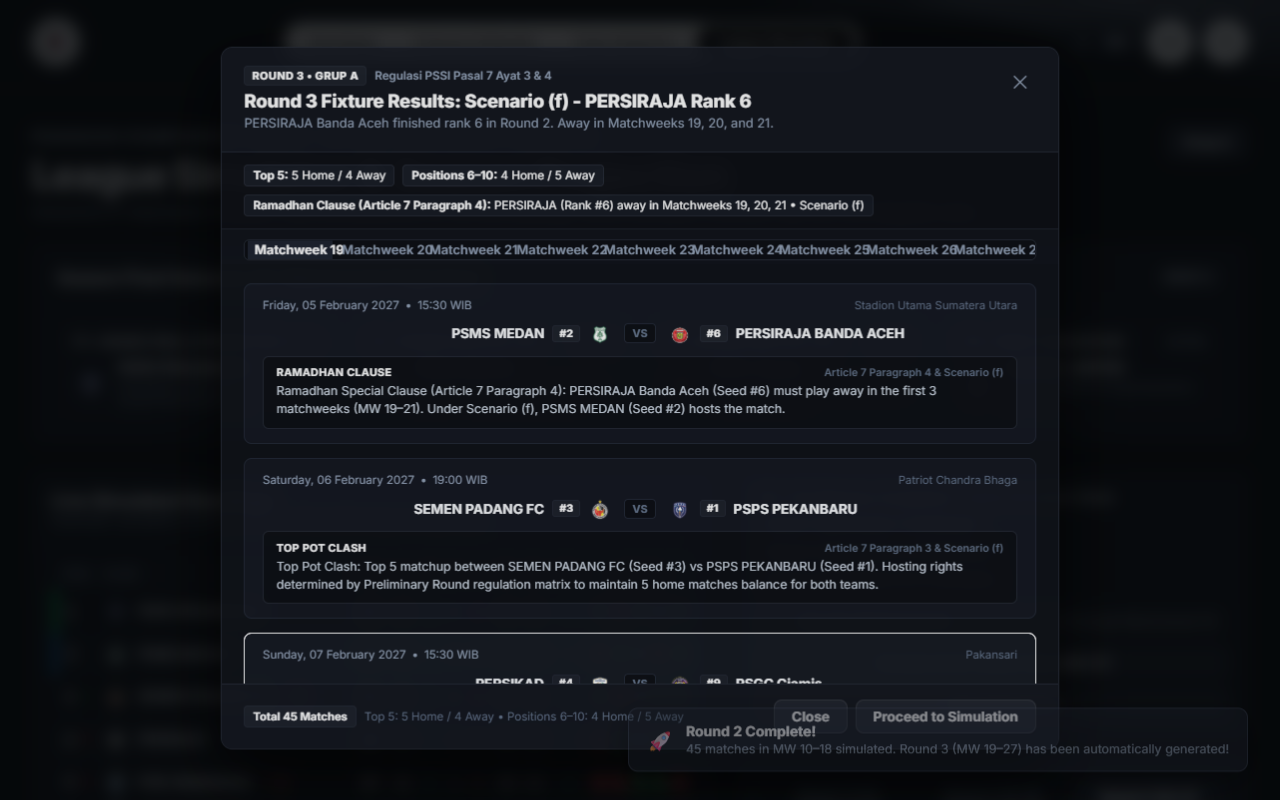 ROUND 3 • GRUP A Regulasi PSSI Pasal 7 Ayat 3 & 4
Round 3 Fixture Results: Scenario (f) - PERSIRAJA Rank 6
PERSIRAJA Banda Aceh finished rank 6 in Round 2. Away in Matchweeks 19, 20, and 21.
Top 5: 5 Home / 4 Away Positions 6–10: 4 Home / 5 Away
Ramadhan Clause (Article 7 Paragraph 4): PERSIRAJA (Rank #6) away in Matchweeks 19, 20, 21 • Scenario (f)
Matchweek 19 Matchweek 20 Matchweek 21 Matchweek 22 Matchweek 23 Matchweek 24 Matchweek 25 Matchweek 26 Matchweek 2
Friday, 05 February 2027 • 15:30 WIB Stadion Utama Sumatera Utara
PSMS MEDAN #2 VS #6 PERSIRAJA BANDA ACEH
RAMADHAN CLAUSE Article 7 Paragraph 4 & Scenario (f)
Ramadhan Special Clause (Article 7 Paragraph 4): PERSIRAJA Banda Aceh (Seed #6) must play away in the first 3
matchweeks (MW 19–21). Under Scenario (f), PSMS MEDAN (Seed #2) hosts the match.
Saturday, 06 February 2027 • 19:00 WIB Patriot Chandra Bhaga
SEMEN PADANG FC #3 VS #1 PSPS PEKANBARU
TOP POT CLASH Article 7 Paragraph 3 & Scenario (f)
Top Pot Clash: Top 5 matchup between SEMEN PADANG FC (Seed #3) vs PSPS PEKANBARU (Seed #1). Hosting rights
determined by Preliminary Round regulation matrix to maintain 5 home matches balance for both teams.
Sunday, 07 February 2027 • 15:30 WIB Pakansari
PERSIKAD #4 VS #9 PSGC Ciamis
Total 45 Matches Top 5: 5 Home / 4 Away • Positions 6–10: 4 Home / 5 Away Close Proceed to Simulation
Round 2 Complete!
45 matches in MW 10–18 simulated. Round 3 (MW 19–27) has been automatically generated!